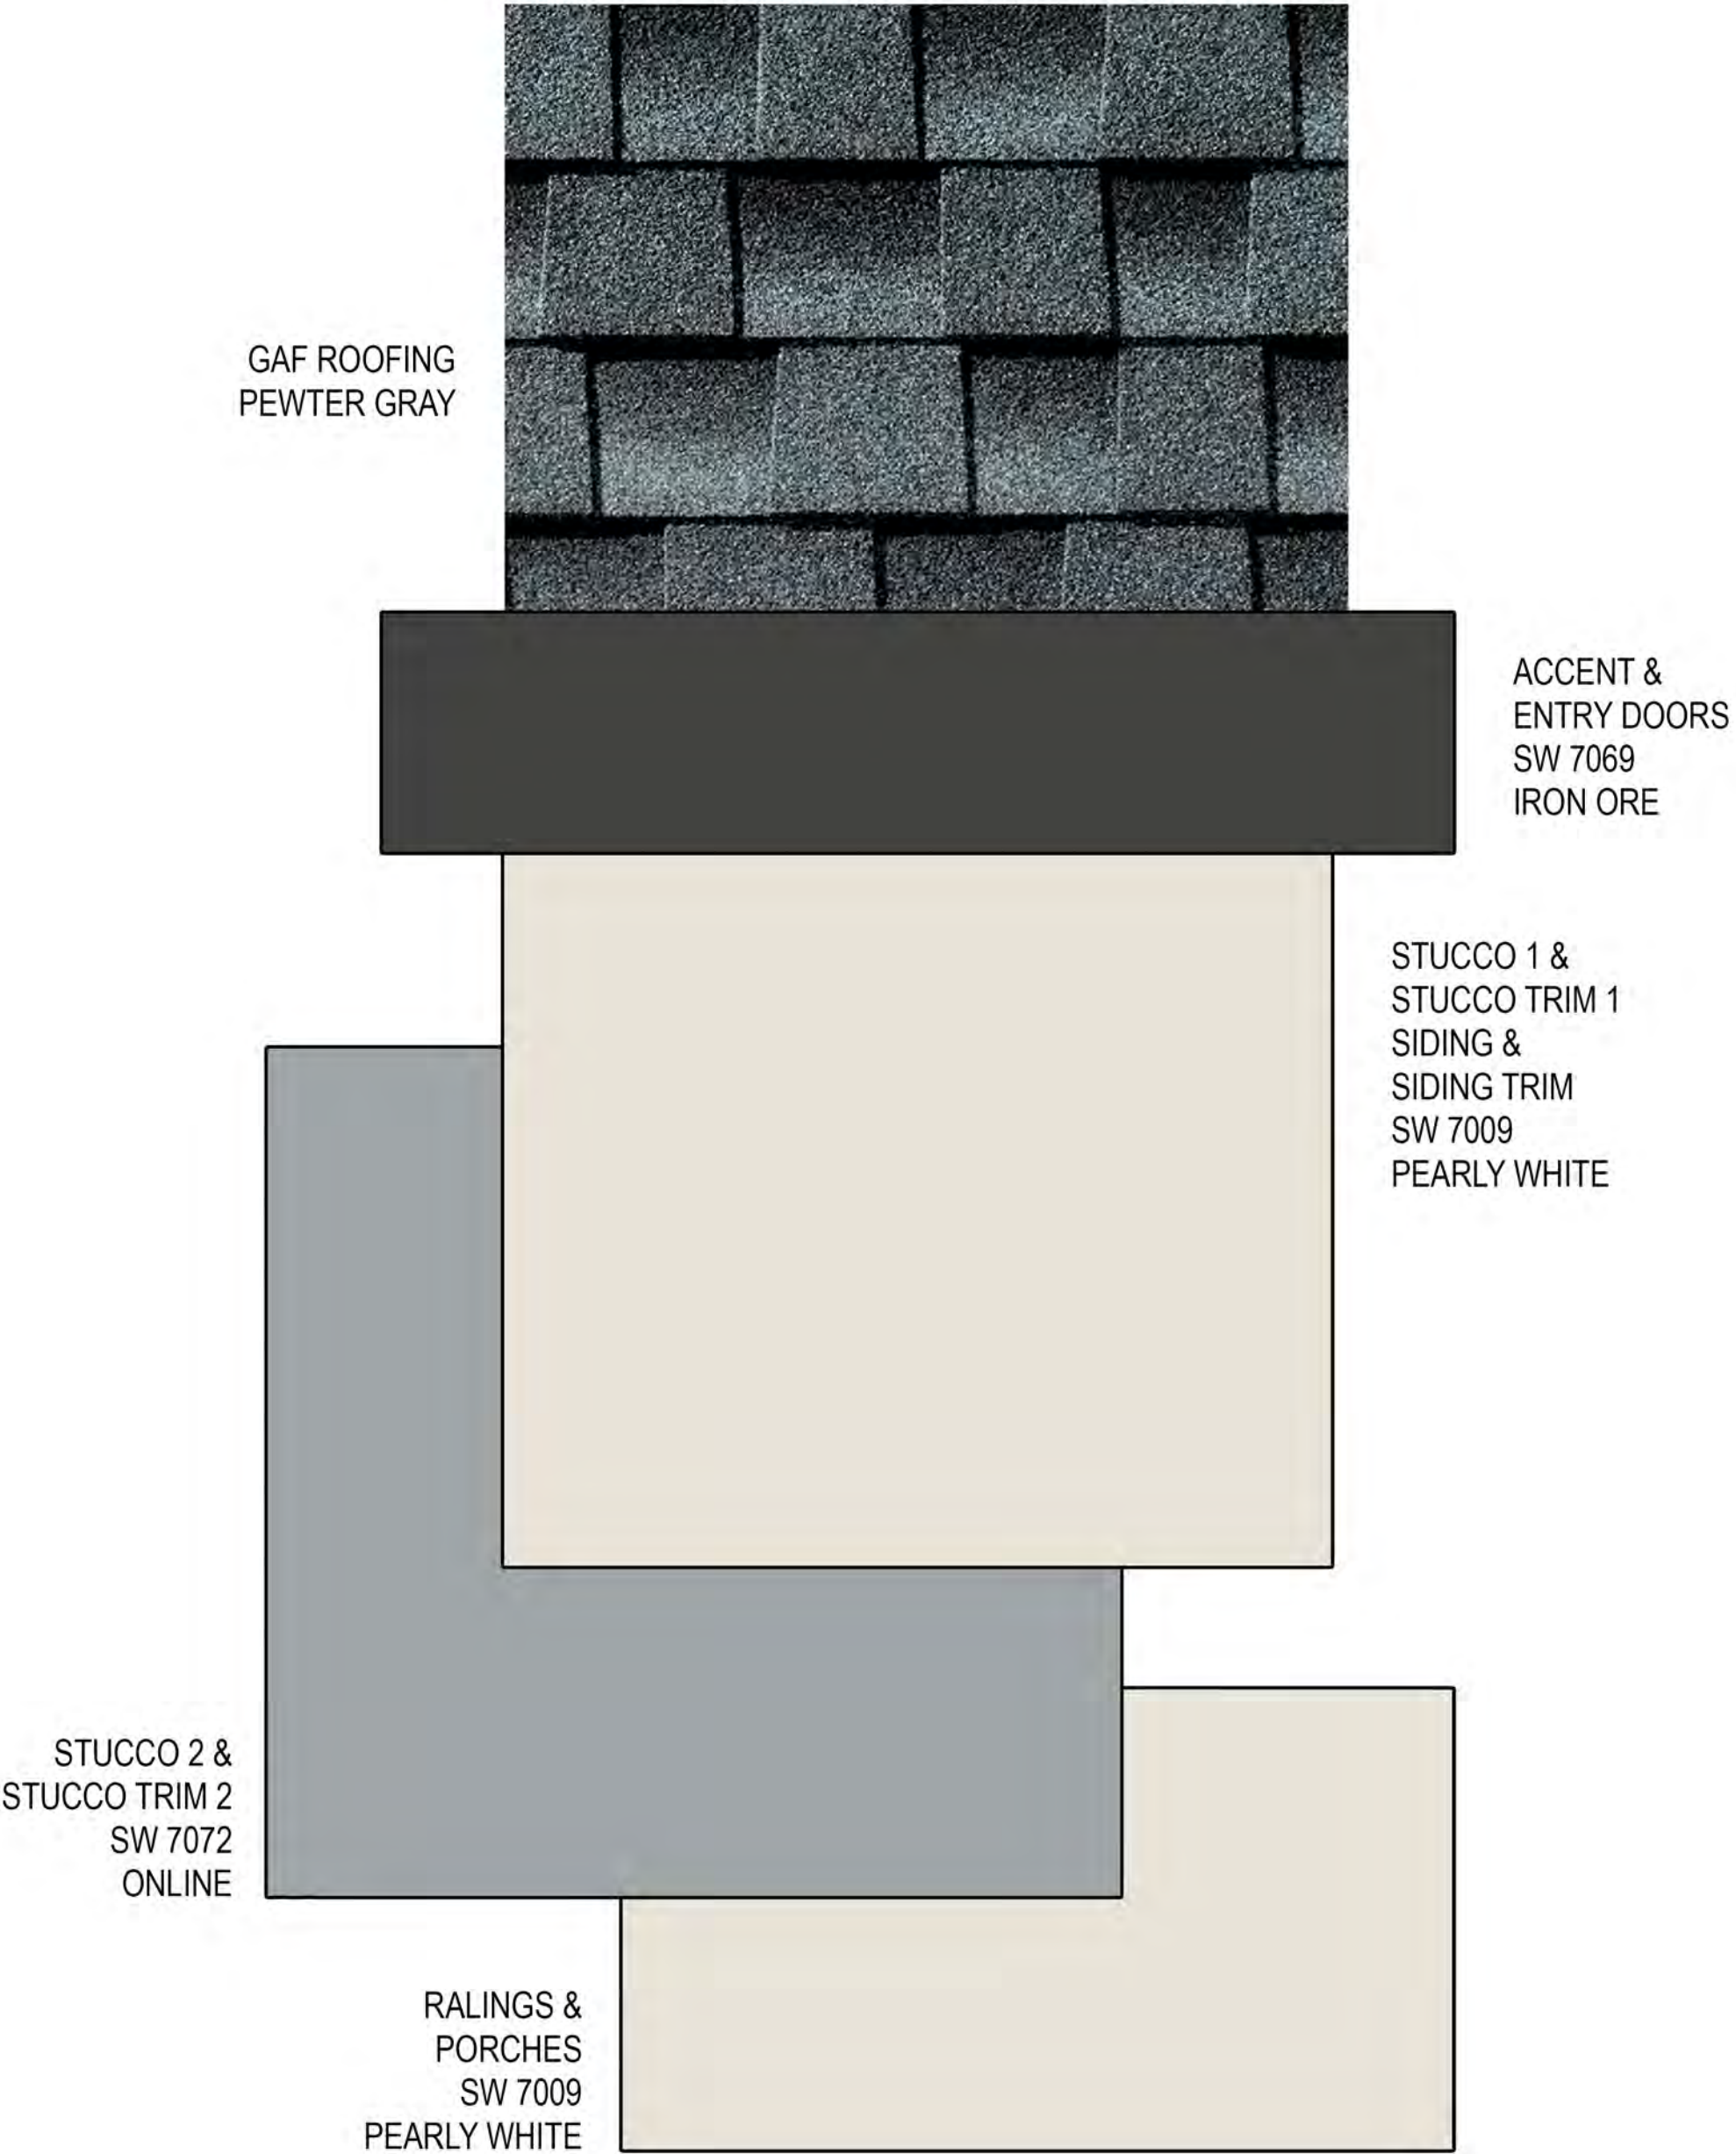 GAF ROOFING
PEWTER GRAY
ACCENT &
ENTRY DOORS
SW 7069
IRON ORE
STUCCO 1 &
STUCCO TRIM 1
SIDING &
SIDING TRIM
SW 7009
PEARLY WHITE
STUCCO 2 &
STUCCO TRIM 2
SW 7072
ONLINE
RALINGS &
PORCHES
SW 7009
PEARLY WHITE